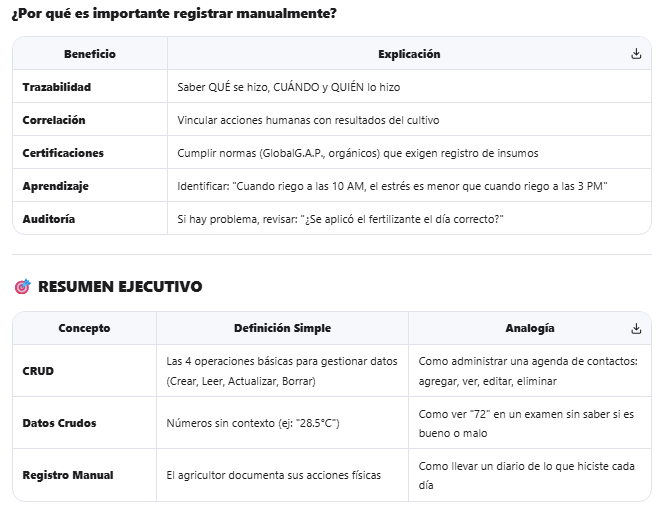 ¿Por qué es importante registrar manualmente?
Beneficio Explicación
Trazabilidad Saber QUÉ se hizo, CUÁNDO y QUIÉN lo hizo
Correlación Vincular acciones humanas con resultados del cultivo
Certificaciones Cumplir normas (GlobalG.A.P., orgánicos) que exigen registro de insumos
Aprendizaje Identificar: "Cuando riego a las 10 AM, el estrés es menor que cuando riego a las 3 PM"
Auditoría Si hay problema, revisar: "¿Se aplicó el fertilizante el día correcto?"
RESUMEN EJECUTIVO
Concepto Definición Simple Analogía
CRUD Las 4 operaciones básicas para gestionar datos
(Crear, Leer, Actualizar, Borrar)
Como administrar una agenda de contactos:
agregar, ver, editar, eliminar
Datos Crudos Números sin contexto (ej: "28.5°C")
Como ver "72" en un examen sin saber si es
bueno o malo
Registro Manual El agricultor documenta sus acciones físicas
Como llevar un diario de lo que hiciste cada
día